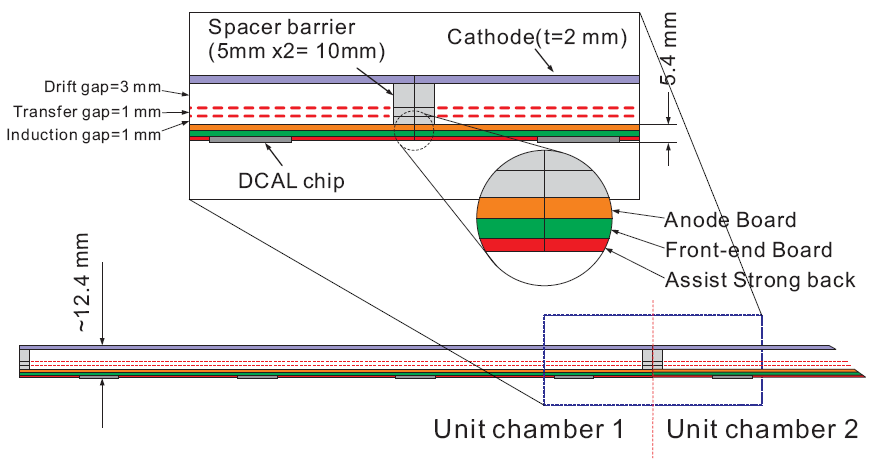 Spacer barrier
(5mm x2= 10mm)
Cathode(t=2 mm)
5.4 mm
Drift gap=3 mm
Transfer gap=1 mm
Induction gap=1 mm
DCAL chip
Anode Board
Front-end Board
Assist Strong back
~12.4 mm
Unit chamber 1
Unit chamber 2